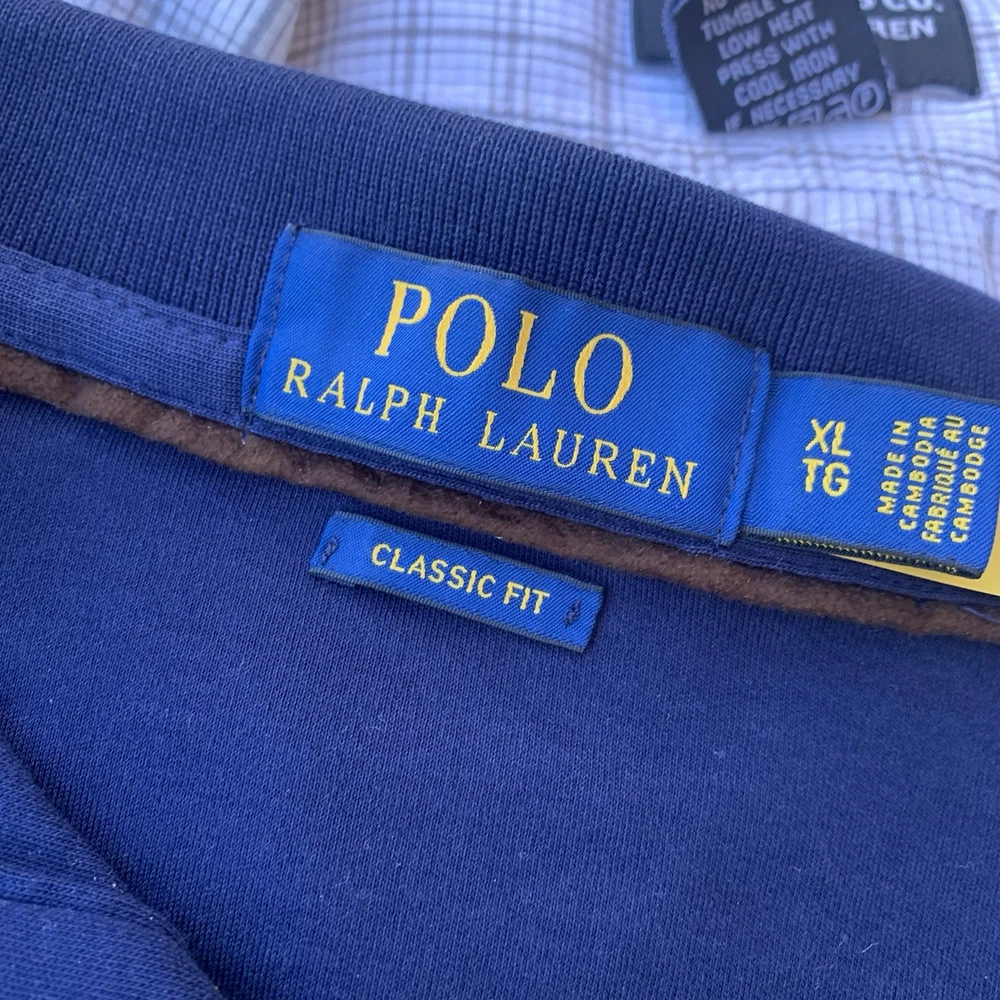 TUMBLE
LOW HEAT
PRESS WITH
COOL IRON
IF NECESSARY
CO.
POLO
RALPH LAUREN
XL
TG
MADE IN
CAMBODIA
FABRIQUÉ AU
CAMBODGE
CLASSIC FIT